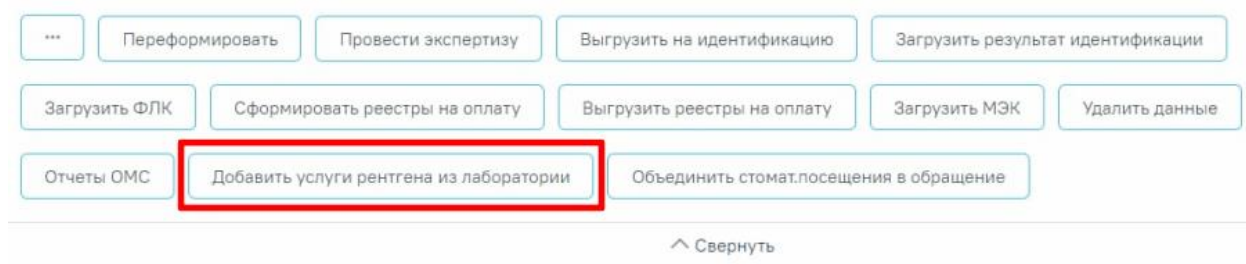 ... Переформировать Провести экспертизу Выгрузить на идентификацию Загрузить результат идентификации
Загрузить ФЛК Сформировать реестры на оплату Выгрузить реестры на оплату Загрузить МЭК Удалить данные
Отчеты ОМС Добавить услуги рентгена из лаборатории Объединить стомат.посещения в обращение
Свернуть